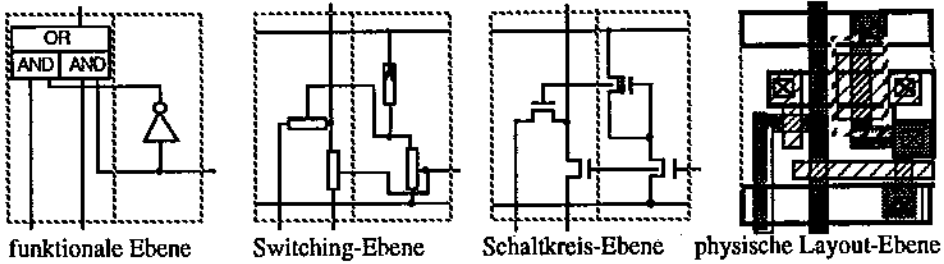 OR
AND AND
funktionale Ebene
Switching-Ebene
Schaltkreis-Ebene
physische Layout-Ebene